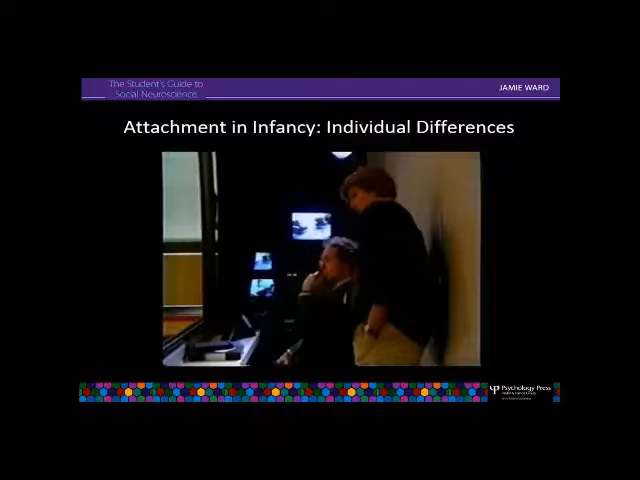 The Student's Guide to
Social Neuroscience
JAMIE WARD
Attachment in Infancy: Individual Differences
Psychology Press